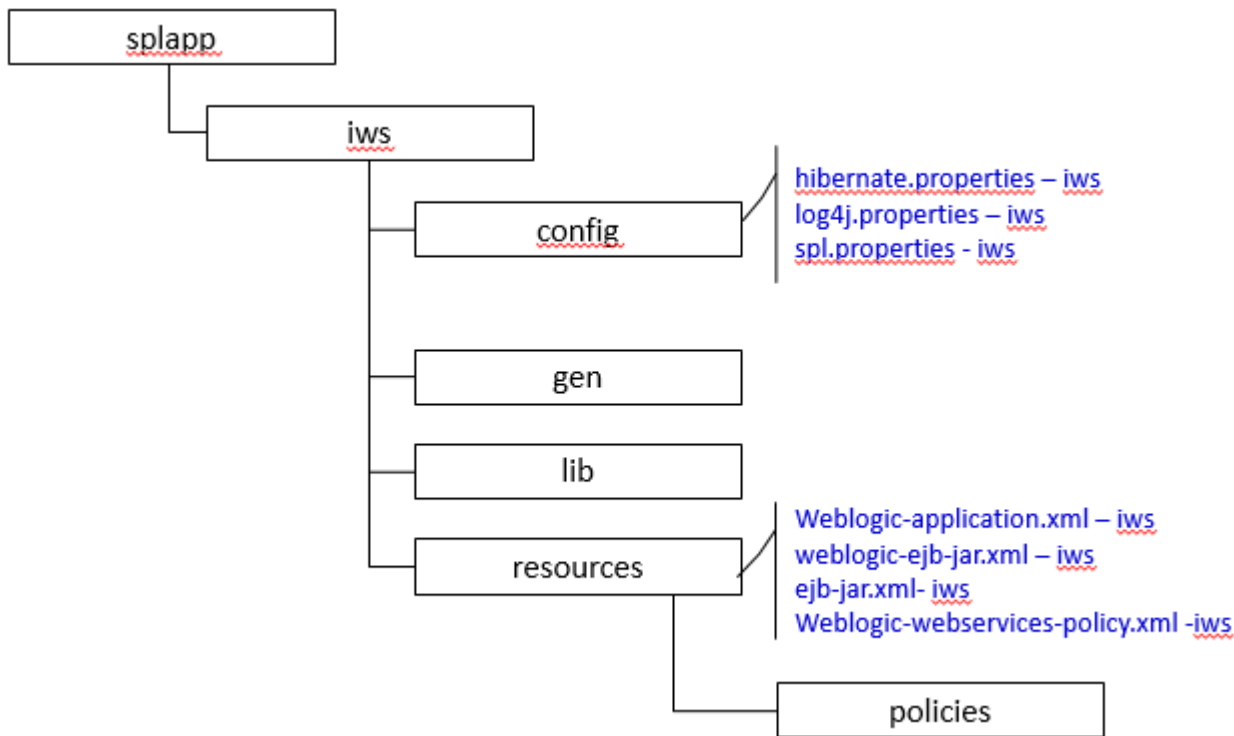 splapp
iws
hibernate.properties – iws
log4j.properties – iws
config
spl.properties - iws
gen
lib
Weblogic-application.xml – iws
weblogic-ejb-jar.xml – iws
resources
ejb-jar.xml- iws
Weblogic-webservices-policy.xml -iws
policies